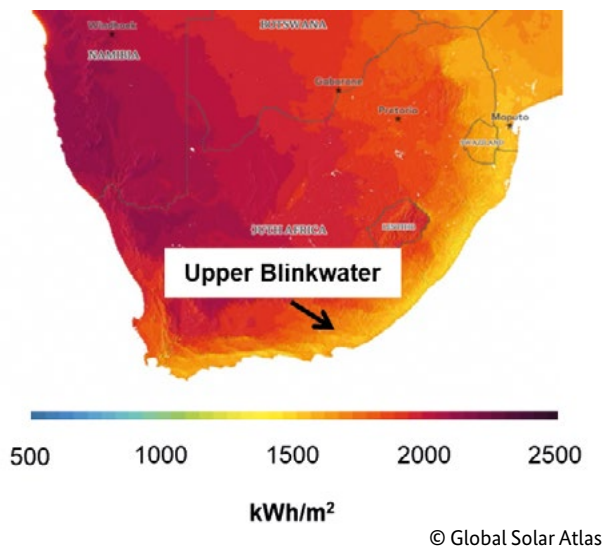 Windhoek
BOTSWANA
NAMIBIA
Gaborone
Pretoria
Maputo
SWAZILAND
LESOTHO
OUTH AFRICA
Upper Blinkwater
500 1000 1500 2000 2500
kWh/m²
© Global Solar Atlas